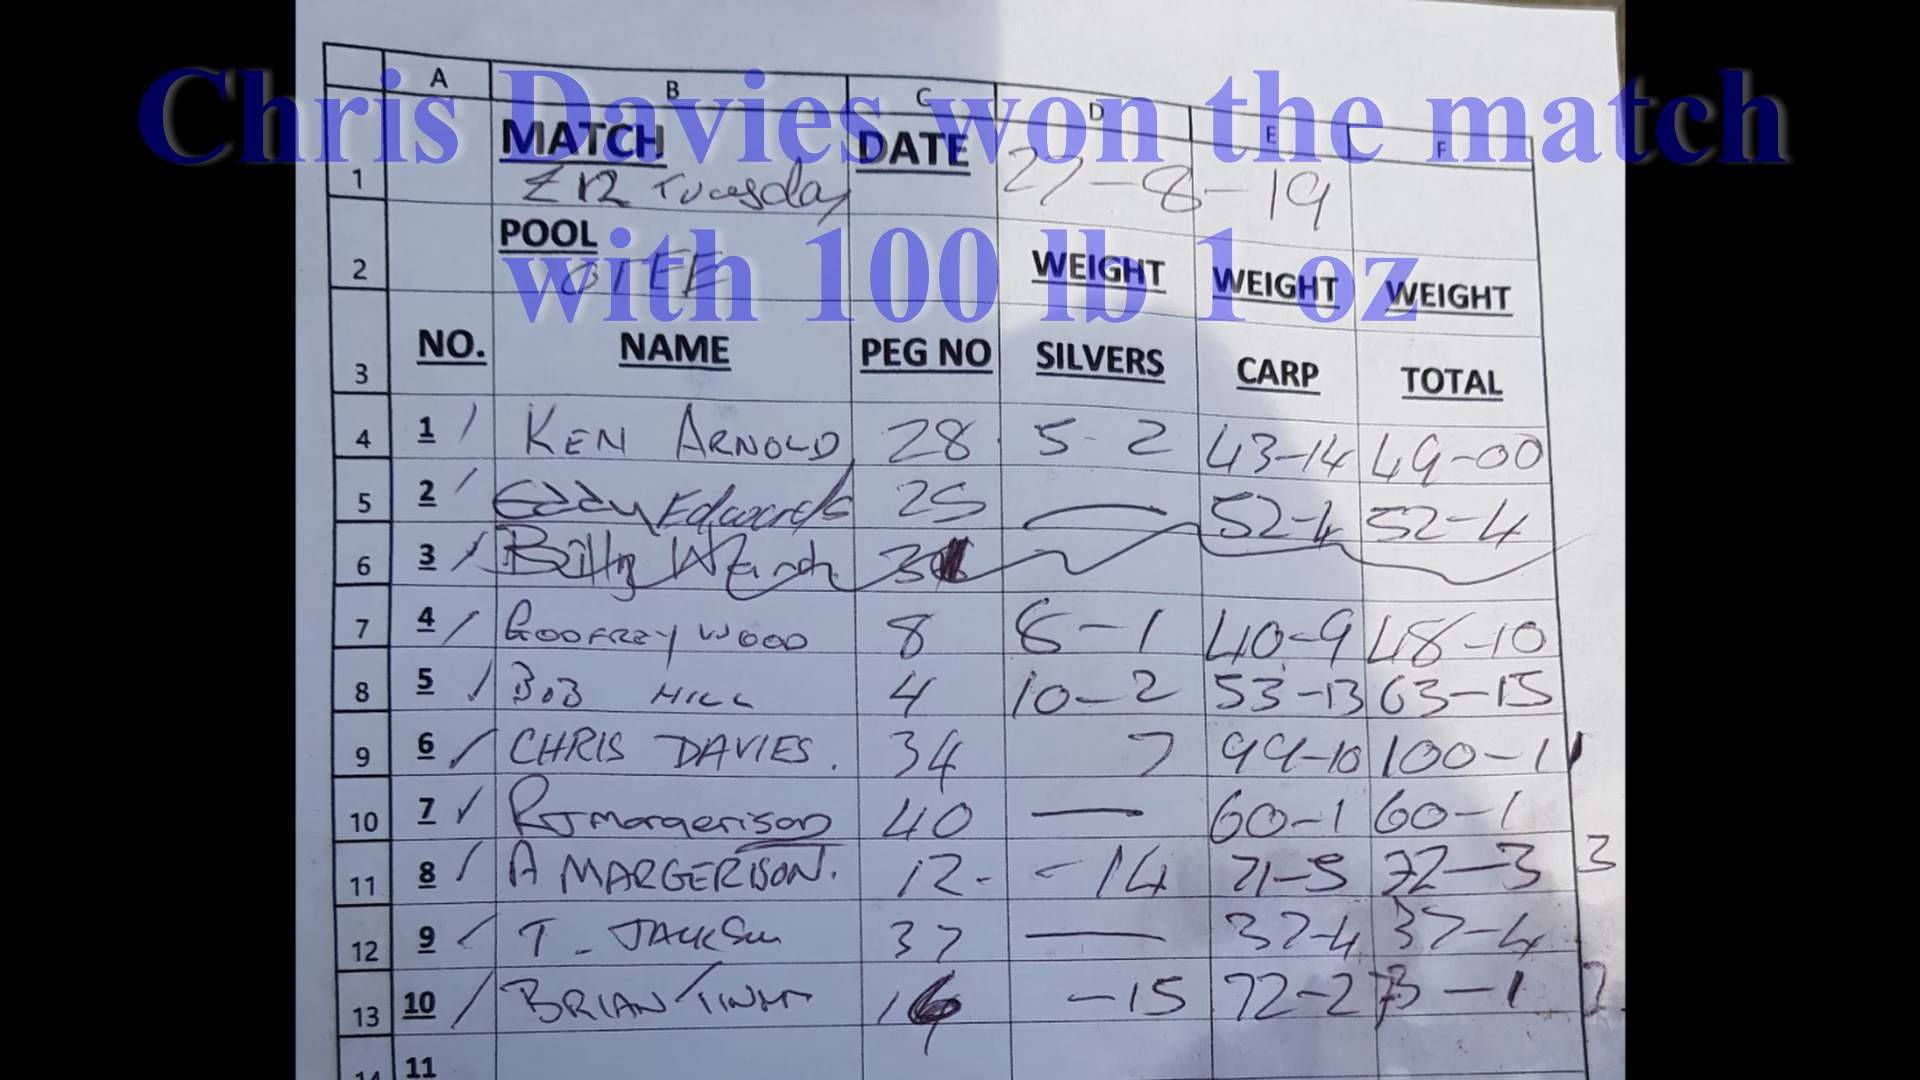 Chris Davies won the match
with 100 lb 1 oz
A B C D E F
1 MATCH DATE 27-8-19
£12 Tuesday
2 POOL WEIGHT WEIGHT WEIGHT
OTEE
3 NO. NAME PEG NO SILVERS CARP TOTAL
4 1 / KEN ARNOLD 28 5-2 43-14 49-00
5 2 / Eddy Edwards 25 — 52-4 52-4
6 3 / Billy
7 4 / GODFREY WOOD 8 8-1 40-9 48-10
8 5 / BOB HILL 4 10-2 53-13 63-15
9 6 / CHRIS DAVIES. 34 7 99-10 100-1 1
10 7 ✓ RJ margerison 40 — 60-1 60-1
11 8 / A MARGERISON. 12- -14 71-5 72-3 3
12 9 / T- JACKSON 37 — 37-4 37-4
13 10 / BRIAN -15 72-2 73-1 2
14 11